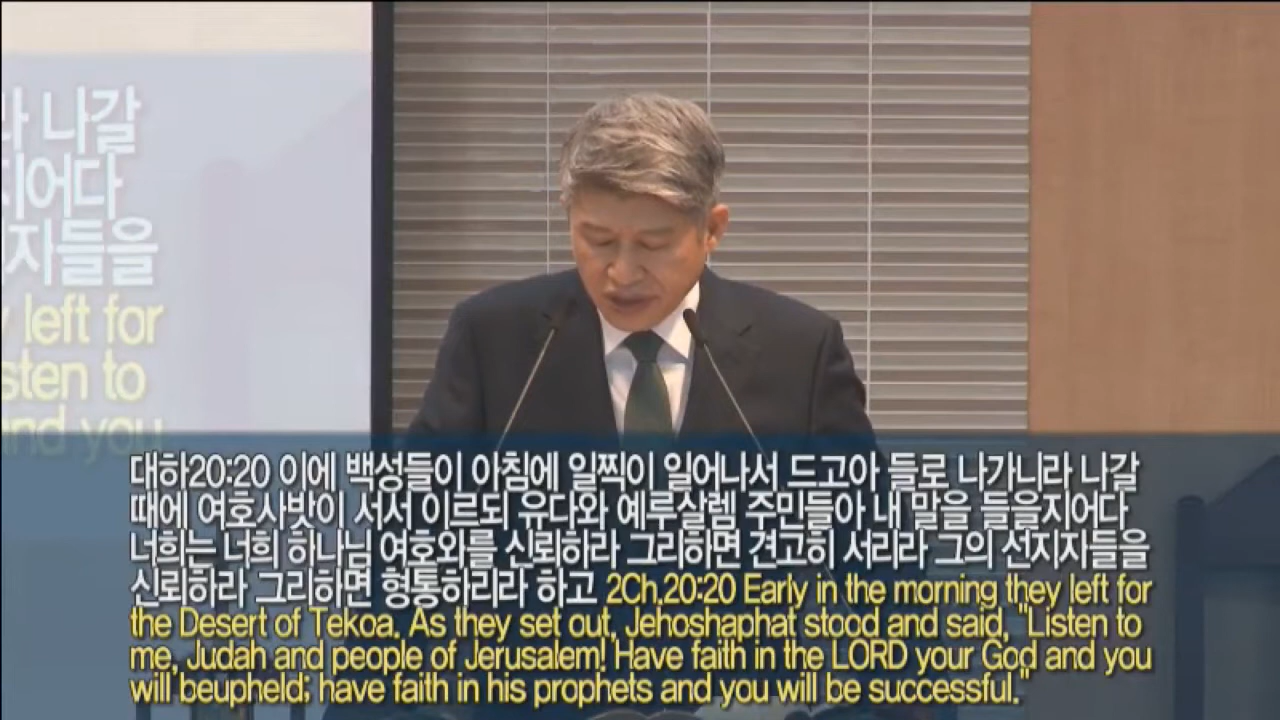 라 나갈
지어다
지자들을
left for
sten to
and you
대하20:20 이에 백성들이 아침에 일찍이 일어나서 드고아 들로 나가니라 나갈
때에 여호사밧이 서서 이르되 유다와 예루살렘 주민들아 내 말을 들을지어다
너희는 너희 하나님 여호와를 신뢰하라 그리하면 견고히 서리라 그의 선지자들을
신뢰하라 그리하면 형통하리라 하고 2Ch,20:20 Early in the morning they left for
the Desert of Tekoa. As they set out, Jehoshaphat stood and said, "Listen to
me, Judah and people of Jerusalem! Have faith in the LORD your God and you
will beupheld; have faith in his prophets and you will be successful."